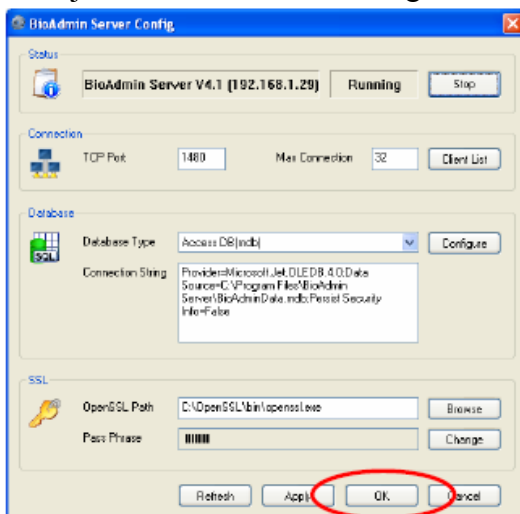 BioAdmin Server Config
Status
BioAdmin Server V4.1 (192.168.1.29) Running Stop
Connection
TCP Port 1480 Max Connection 32 Client List
Database
SQL
Database Type Access DB(mdb) Configure
Connection String Provider=Microsoft.Jet.OLEDB.4.0;Data
Source=C:\Program Files\BioAdmin
Server\BioAdminData.mdb;Persist Security
Info=False
SSL
OpenSSL Path C:\OpenSSL\bin\openssl.exe Browse
Pass Phrase Change
Refresh Apply OK Cancel